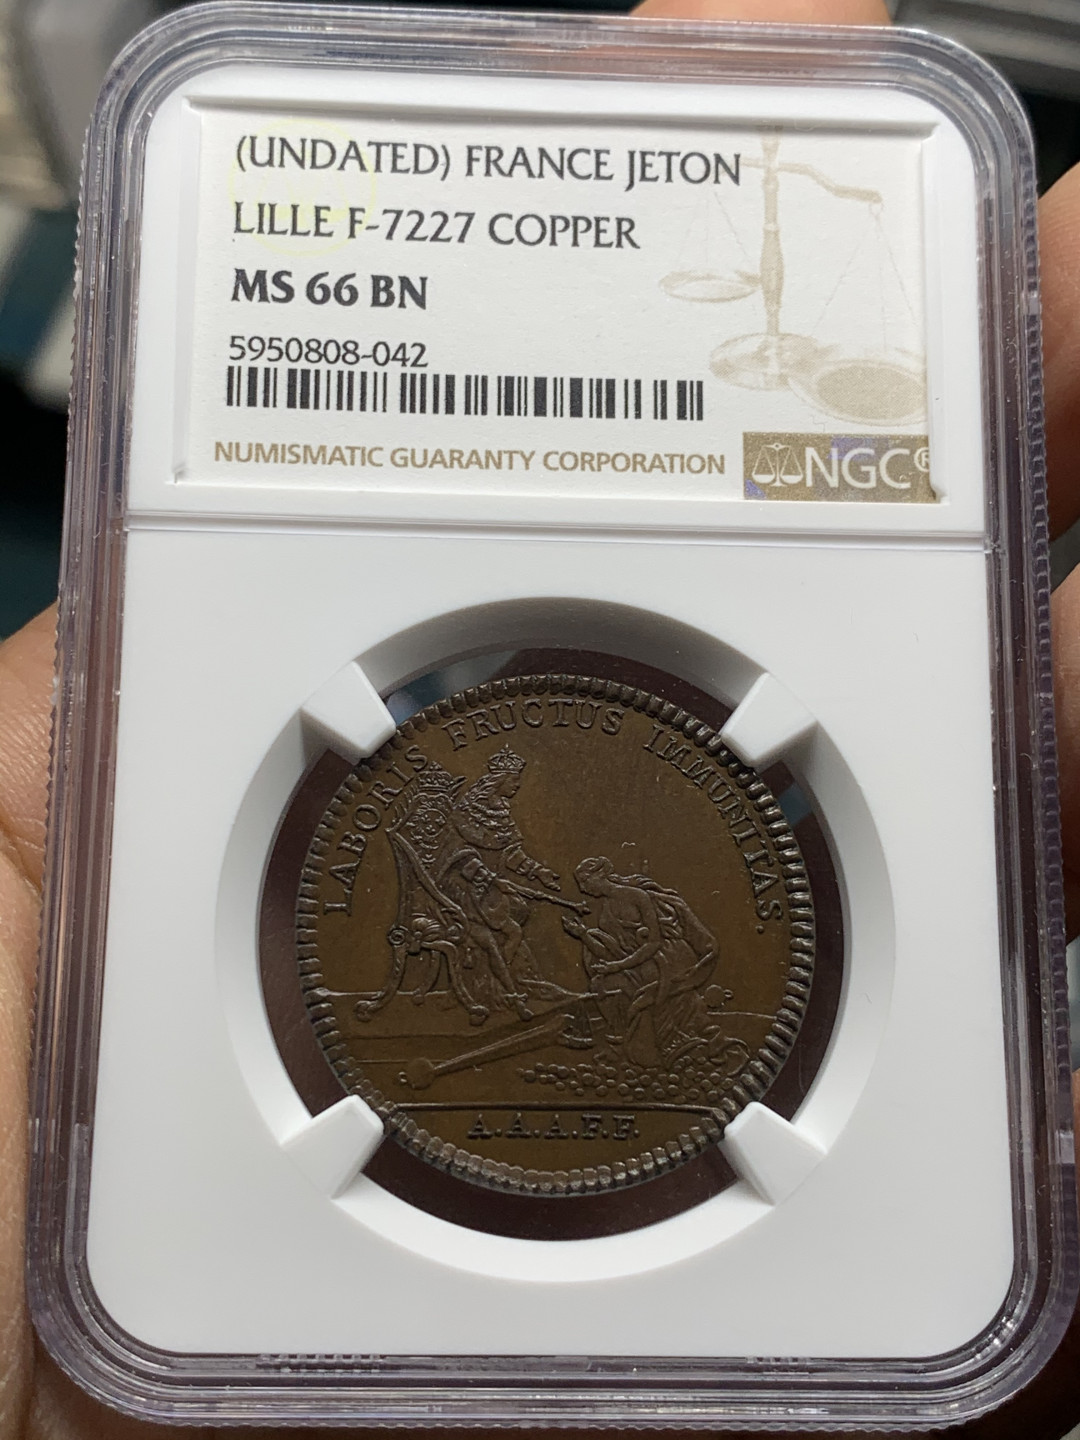 (UNDATED) FRANCE JETON
LILLE F-7227 COPPER
MS 66 BN
5950808-042
NUMISMATIC GUARANTY CORPORATION
NGC®
LABORIS FRUCTUS IMMUNITAS.
A.A.A.F.F.